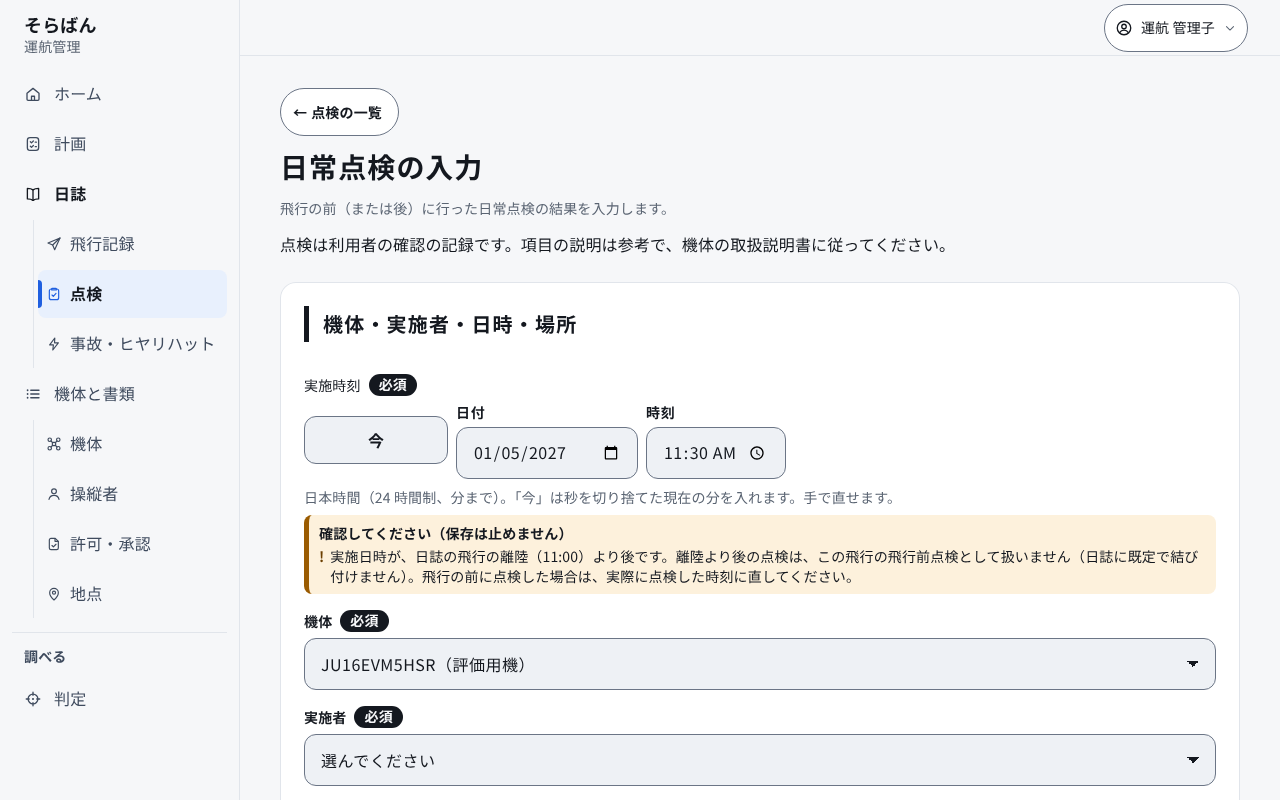 そらばん
運航管理
運航 管理子
ホーム
計画
日誌
飛行記録
点検
事故・ヒヤリハット
機体と書類
機体
操縦者
許可・承認
地点
調べる
判定
← 点検の一覧
日常点検の入力
飛行の前（または後）に行った日常点検の結果を入力します。
点検は利用者の確認の記録です。項目の説明は参考で、機体の取扱説明書に従ってください。
機体・実施者・日時・場所
実施時刻 必須
今
日付
01/05/2027
時刻
11:30 AM
日本時間（24 時間制、分まで）。「今」は秒を切り捨てた現在の分を入れます。手で直せます。
確認してください（保存は止めません）
! 実施日時が、日誌の飛行の離陸（11:00）より後です。離陸より後の点検は、この飛行の飛行前点検として扱いません（日誌に既定で結び
付けません）。飛行の前に点検した場合は、実際に点検した時刻に直してください。
機体 必須
JU16EVM5HSR（評価用機）
実施者 必須
選んでください